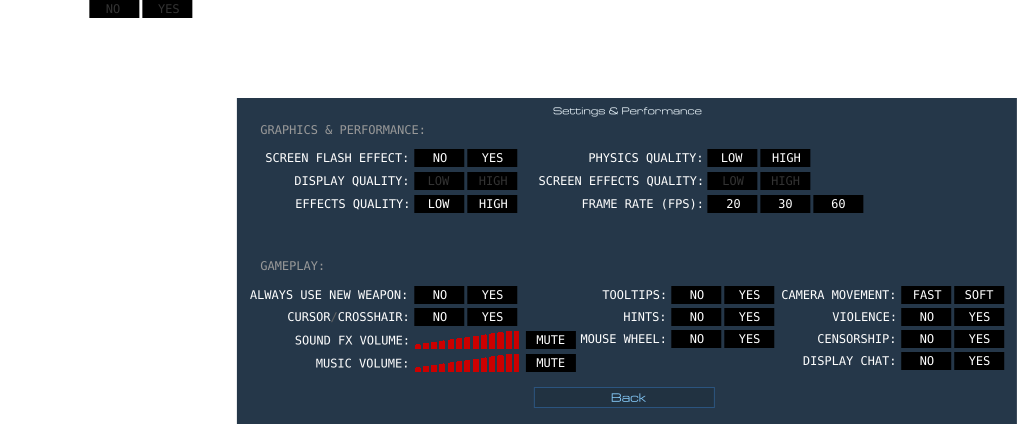 NO YES
Settings & Performance
GRAPHICS & PERFORMANCE:
SCREEN FLASH EFFECT: NO YES PHYSICS QUALITY: LOW HIGH
DISPLAY QUALITY: LOW HIGH SCREEN EFFECTS QUALITY: LOW HIGH
EFFECTS QUALITY: LOW HIGH FRAME RATE (FPS): 20 30 60
GAMEPLAY:
ALWAYS USE NEW WEAPON: NO YES TOOLTIPS: NO YES CAMERA MOVEMENT: FAST SOFT
CURSOR/CROSSHAIR: NO YES HINTS: NO YES VIOLENCE: NO YES
SOUND FX VOLUME: MUTE MOUSE WHEEL: NO YES CENSORSHIP: NO YES
MUSIC VOLUME: MUTE DISPLAY CHAT: NO YES
Back